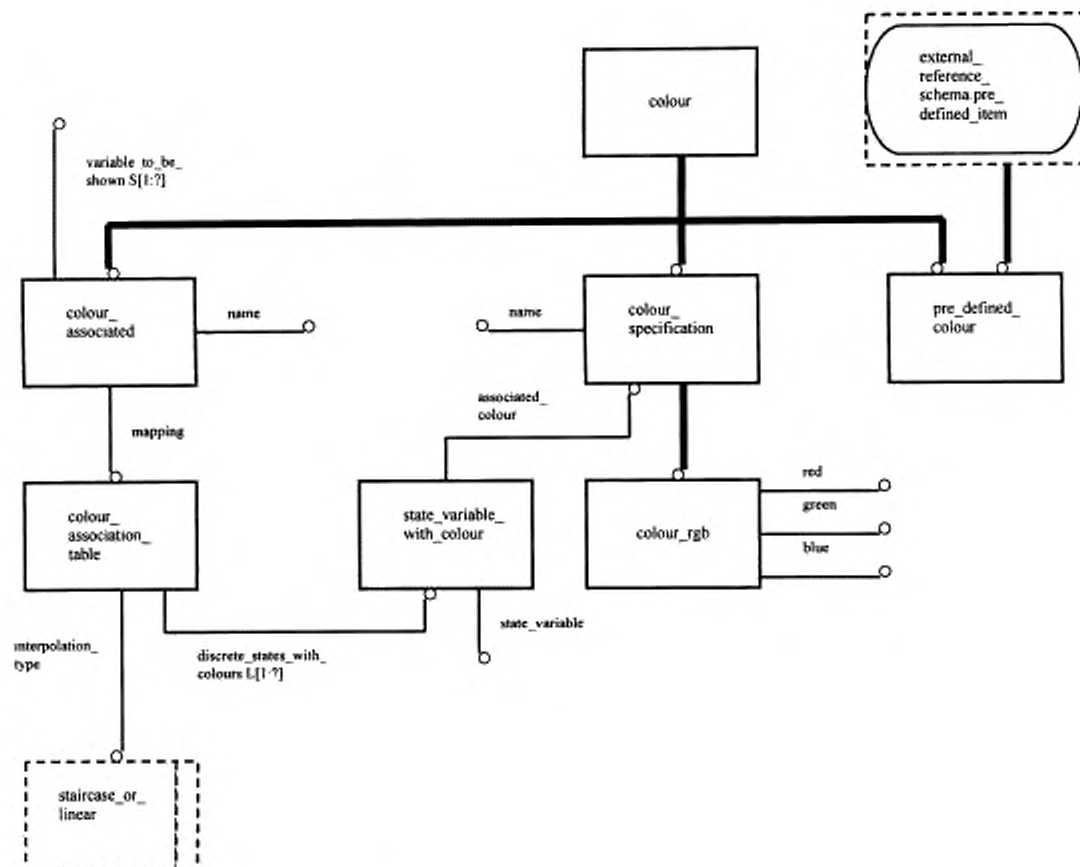 external_
reference_
schema.pre_
defined_item
colour
variable_to_be_
shown S[1:?]
colour_
associated
name
name
colour_
specification
pre_defined_
colour
associated_
colour
mapping
red
green
blue
colour_
association_
table
state_variable_
with_colour
colour_rgb
interpolation_
type
discrete_states_with_
colours L[1:?]
state_variable
staircase_or_
linear